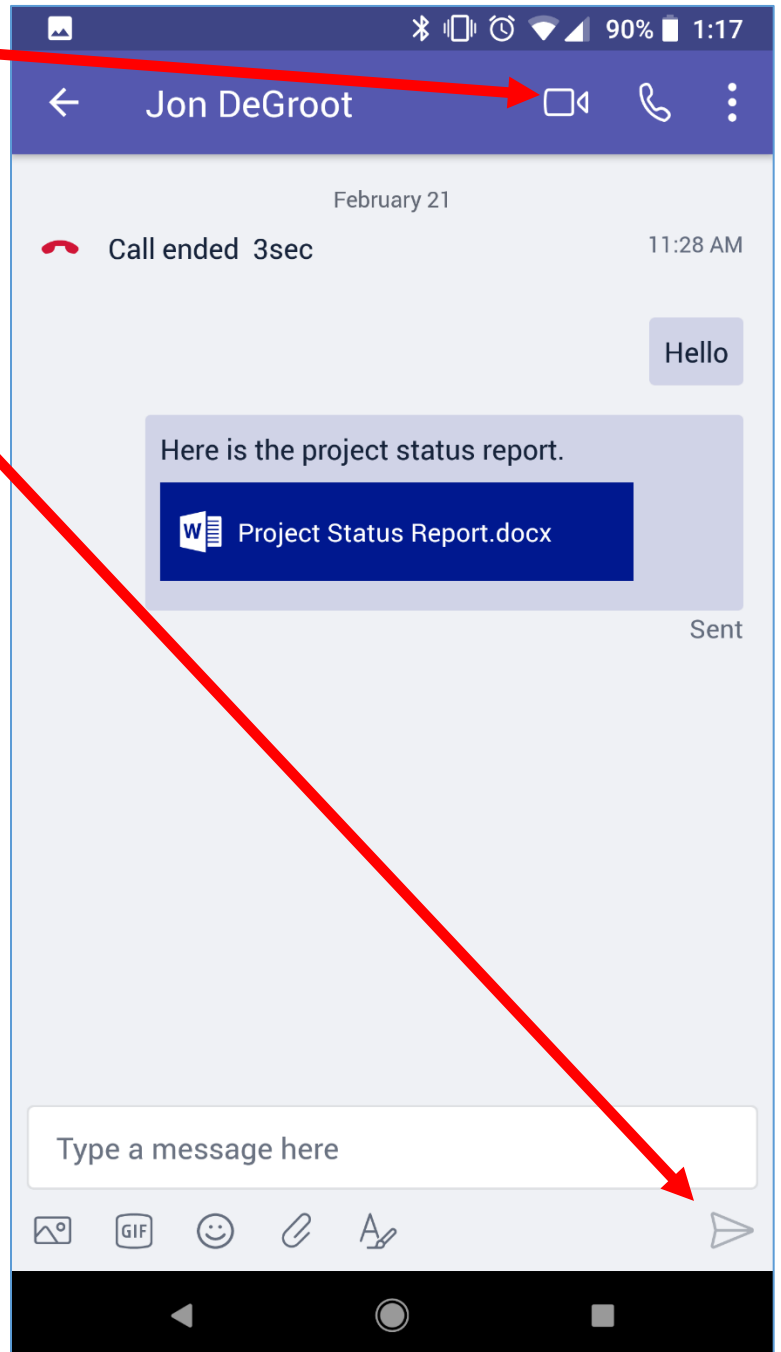 90% 1:17
Jon DeGroot
February 21
Call ended 3sec 11:28 AM
Hello
Here is the project status report.
W Project Status Report.docx
Sent
Type a message here
GIF A